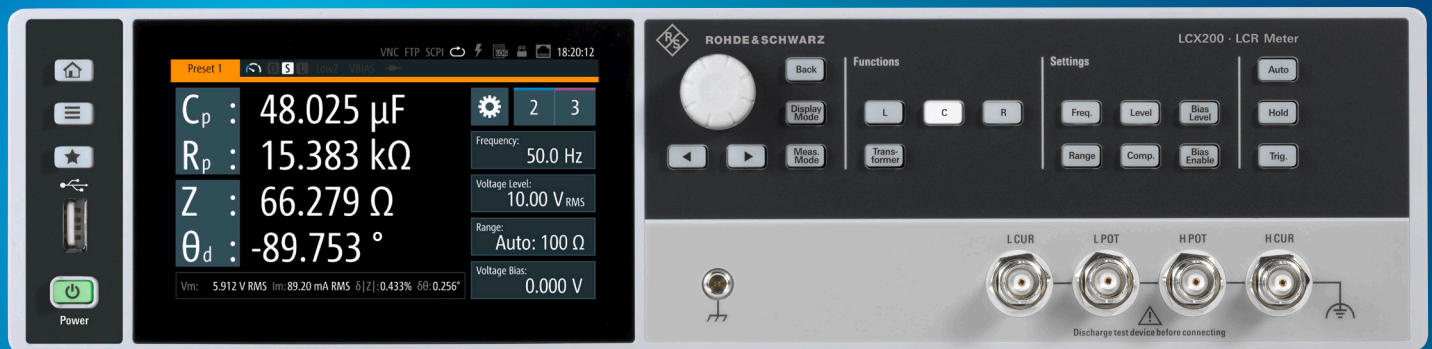 VNC FTP SCPI 18:20:12
Preset 1 O S L LowZ VBIAS
Cp : 48.025 µF
Rp : 15.383 kΩ
Z : 66.279 Ω
θd : -89.753 °
Vm: 5.912 V RMS Im: 89.20 mA RMS δ|Z|: 0.433% δθ: 0.256°
2 3
Frequency:
50.0 Hz
Voltage Level:
10.00 V RMS
Range:
Auto: 100 Ω
Voltage Bias:
0.000 V
Power
R&S
ROHDE&SCHWARZ
LCX200 · LCR Meter
Back
Display
Mode
Meas.
Mode
Functions
L C R
Trans-
former
Settings
Freq. Level Bias
Level
Range Comp. Bias
Enable
Auto
Hold
Trig.
L CUR L POT H POT H CUR
Discharge test device before connecting